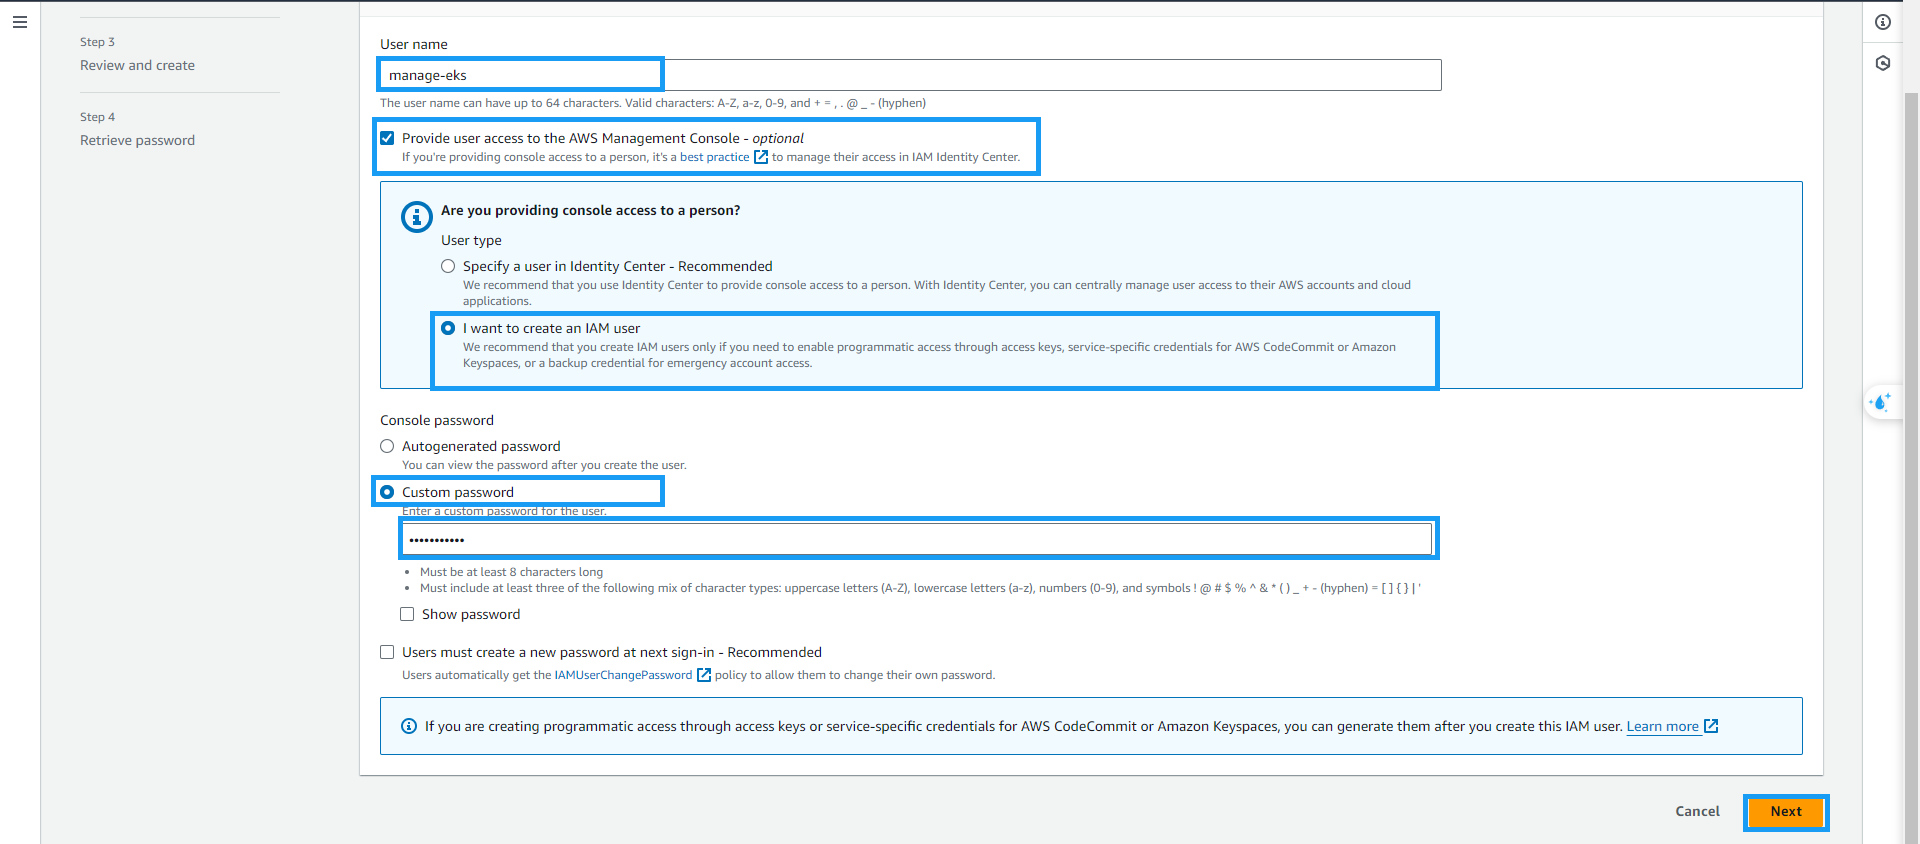 Step 3
Review and create
Step 4
Retrieve password
User name
manage-eks
The user name can have up to 64 characters. Valid characters: A-Z, a-z, 0-9, and + = , . @ _ - (hyphen)
Provide user access to the AWS Management Console - optional
If you're providing console access to a person, it's a best practice to manage their access in IAM Identity Center.
Are you providing console access to a person?
User type
Specify a user in Identity Center - Recommended
We recommend that you use Identity Center to provide console access to a person. With Identity Center, you can centrally manage user access to their AWS accounts and cloud
applications.
I want to create an IAM user
We recommend that you create IAM users only if you need to enable programmatic access through access keys, service-specific credentials for AWS CodeCommit or Amazon
Keyspaces, or a backup credential for emergency account access.
Console password
Autogenerated password
You can view the password after you create the user.
Custom password
Enter a custom password for the user.
•••••••••••
• Must be at least 8 characters long
• Must include at least three of the following mix of character types: uppercase letters (A-Z), lowercase letters (a-z), numbers (0-9), and symbols ! @ # $ % ^ & * ( ) _ + - (hyphen) = [ ] { } | '
Show password
Users must create a new password at next sign-in - Recommended
Users automatically get the IAMUserChangePassword policy to allow them to change their own password.
If you are creating programmatic access through access keys or service-specific credentials for AWS CodeCommit or Amazon Keyspaces, you can generate them after you create this IAM user. Learn more
Cancel
Next